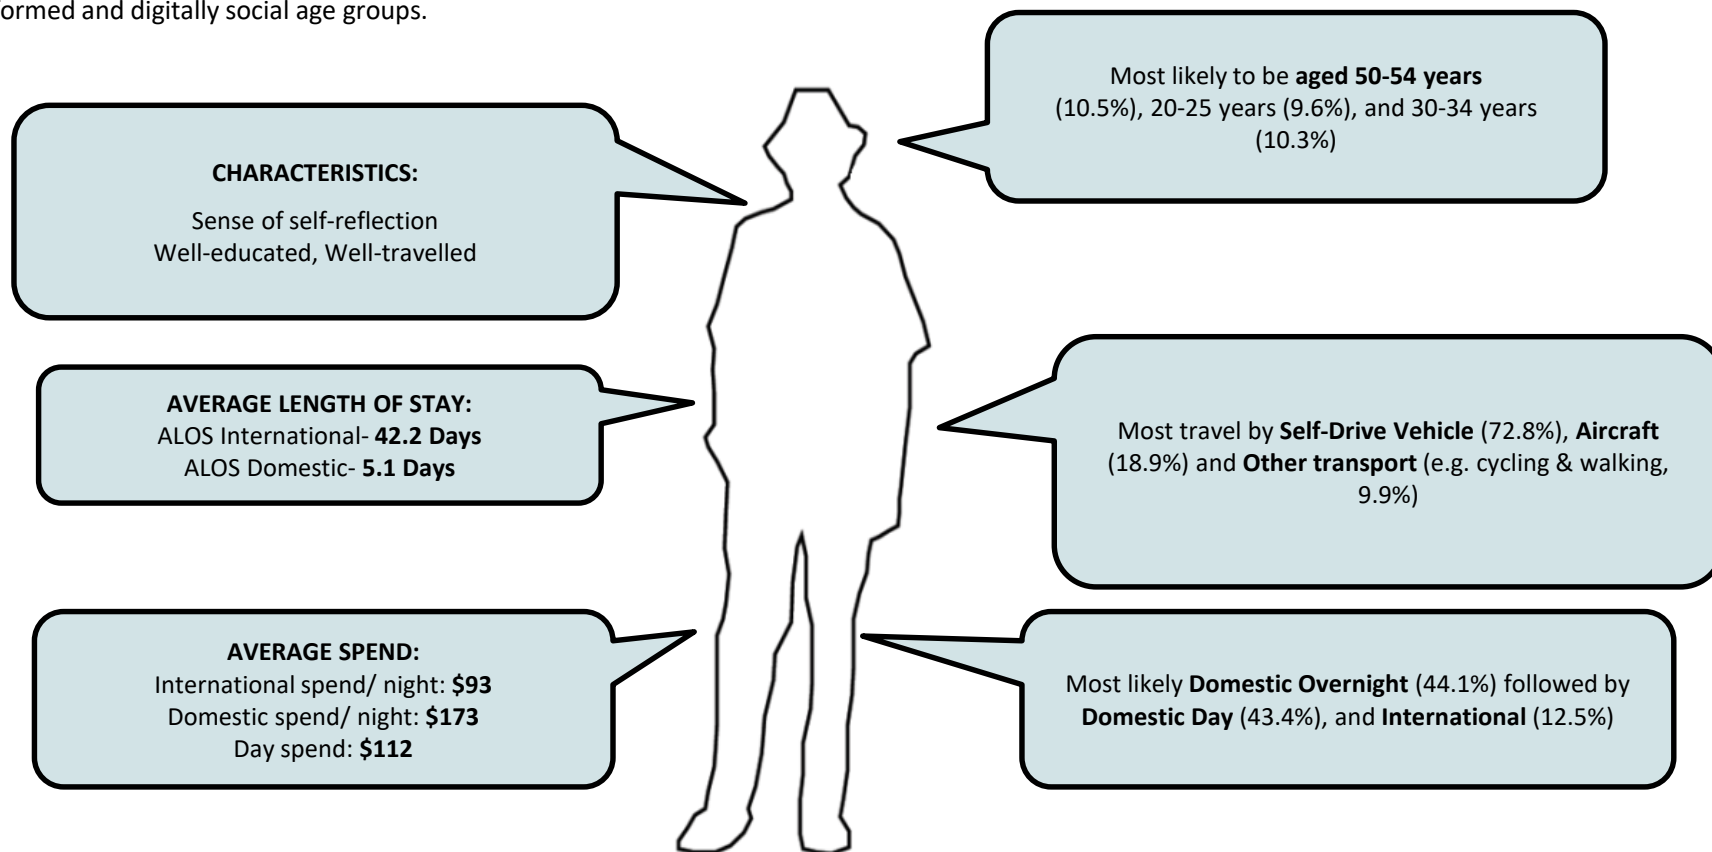 ormed and digitally social age groups.
CHARACTERISTICS:
Sense of self-reflection
Well-educated, Well-travelled
AVERAGE LENGTH OF STAY:
ALOS International- 42.2 Days
ALOS Domestic- 5.1 Days
AVERAGE SPEND:
International spend/ night: $93
Domestic spend/ night: $173
Day spend: $112
Most likely to be aged 50-54 years
(10.5%), 20-25 years (9.6%), and 30-34 years
(10.3%)
Most travel by Self-Drive Vehicle (72.8%), Aircraft
(18.9%) and Other transport (e.g. cycling & walking,
9.9%)
Most likely Domestic Overnight (44.1%) followed by
Domestic Day (43.4%), and International (12.5%)